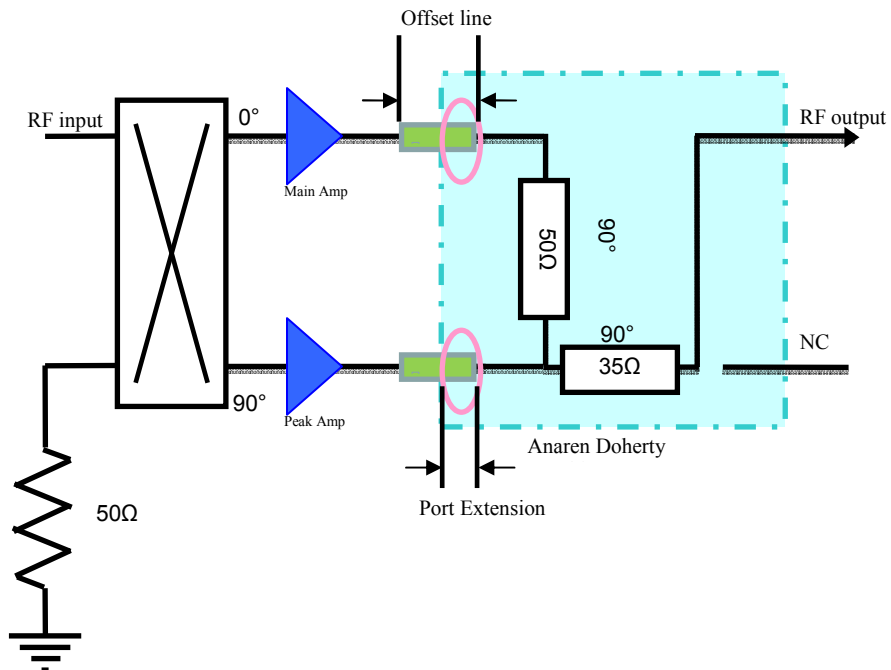 Offset line
RF input
0°
RF output
Main Amp
50Ω
90°
NC
90°
35Ω
90°
Peak Amp
Anaren Doherty
Port Extension
50Ω